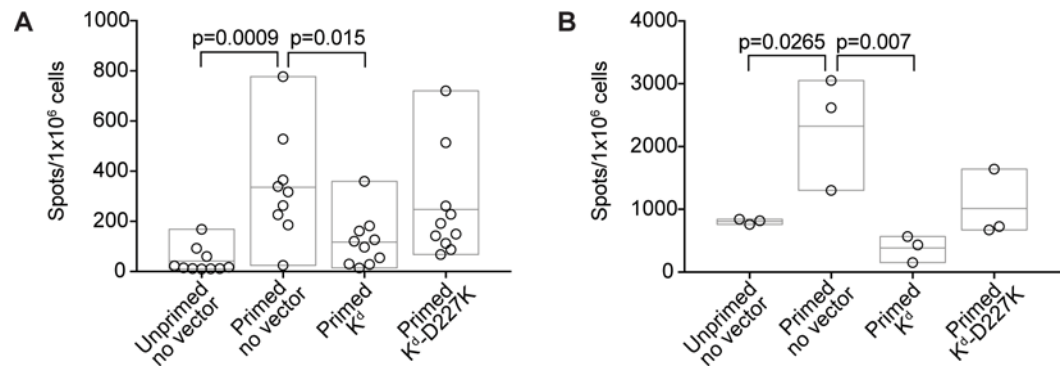 A
Spots/1x10⁶ cells
1000
800
600
400
200
0
p=0.0009
p=0.015
Unprimed
no vector
Primed
no vector
Primed
Kᵈ
Primed
Kᵈ-D227K
B
Spots/1x10⁶ cells
4000
3000
2000
1000
0
p=0.0265
p=0.007
Unprimed
no vector
Primed
no vector
Primed
Kᵈ
Primed
Kᵈ-D227K